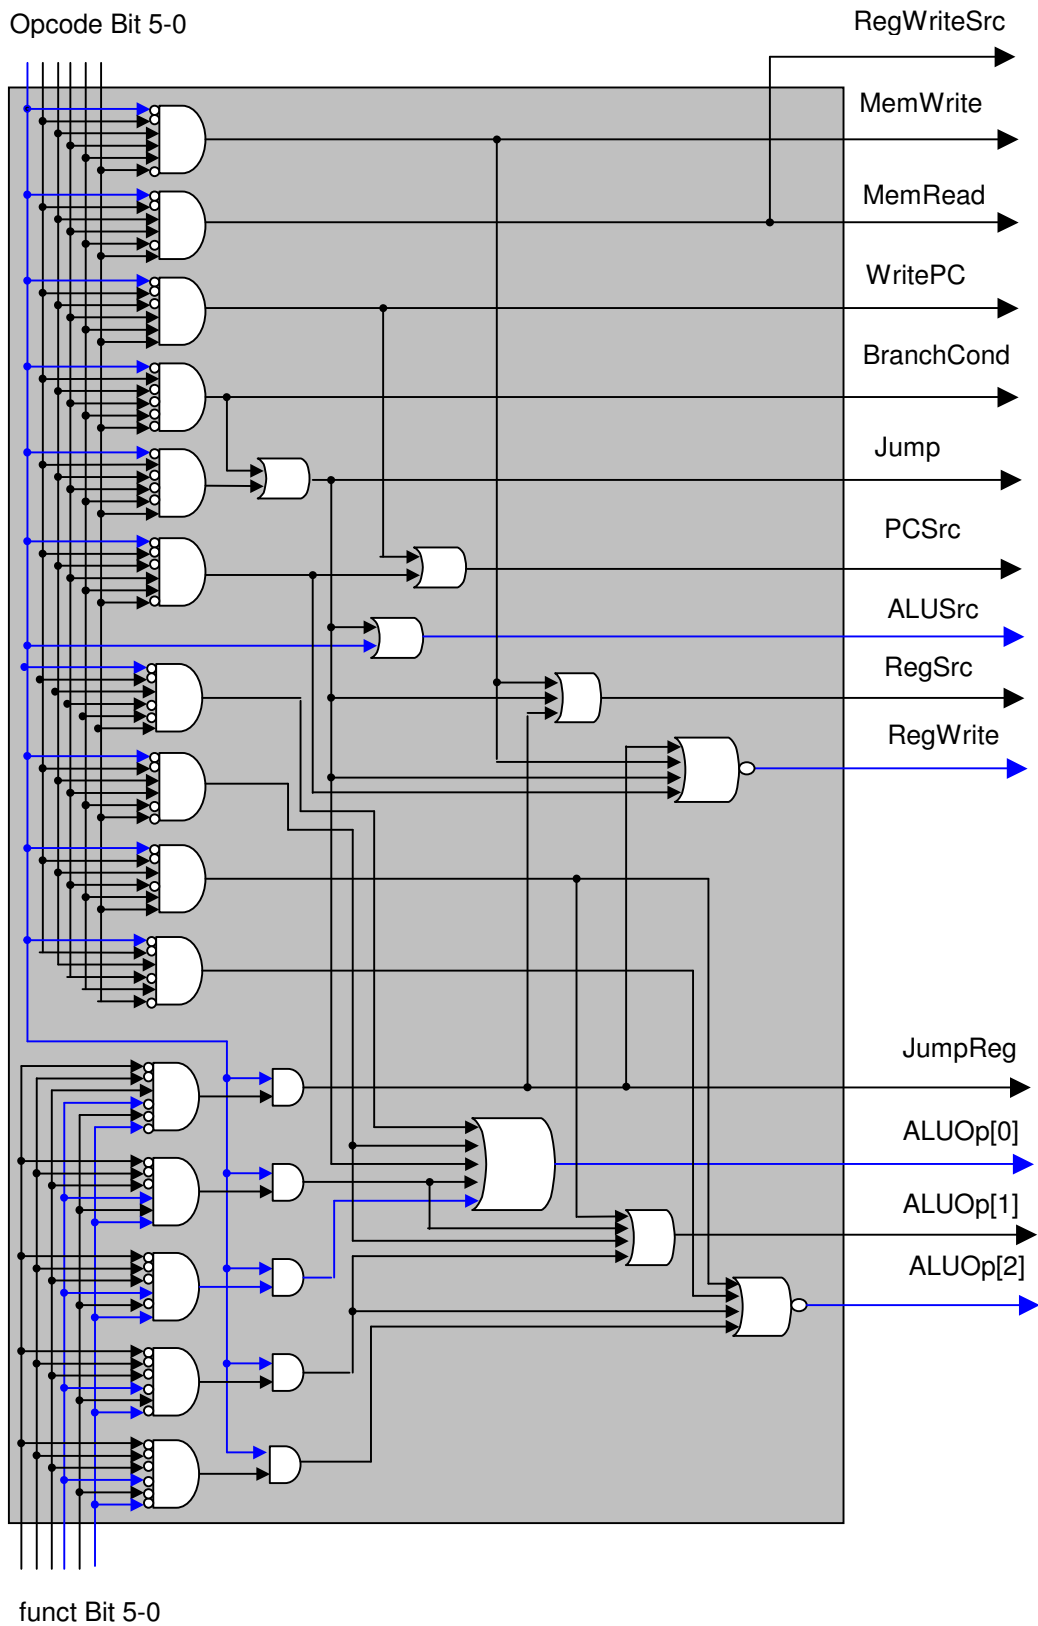 Opcode Bit 5-0
RegWriteSrc
MemWrite
MemRead
WritePC
BranchCond
Jump
PCSrc
ALUSrc
RegSrc
RegWrite
JumpReg
ALUOp[0]
ALUOp[1]
ALUOp[2]
funct Bit 5-0